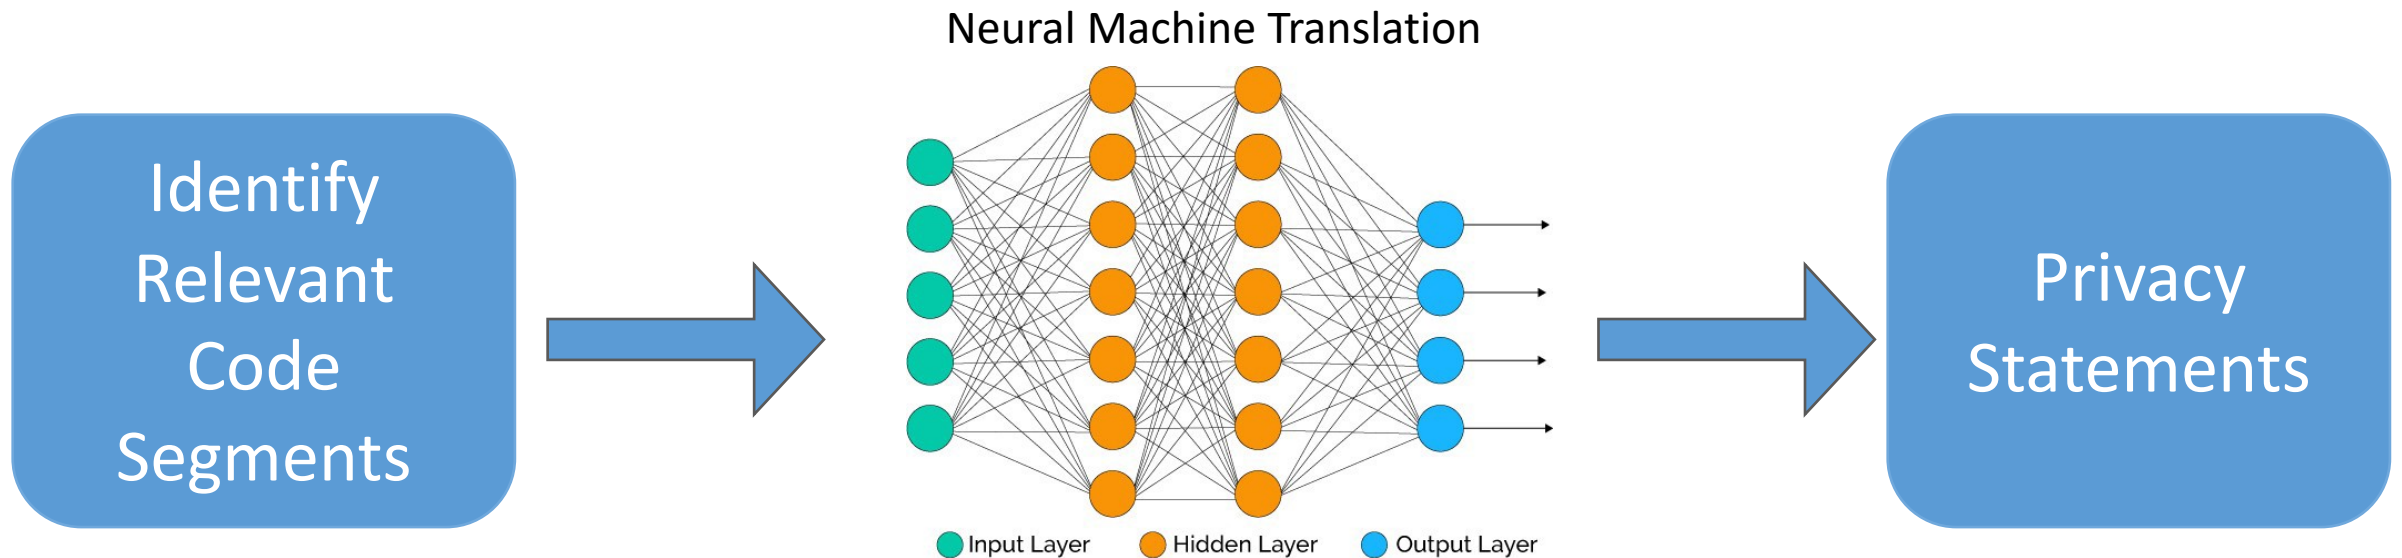 Neural Machine Translation
Identify
Relevant
Code
Segments
Privacy
Statements
Input Layer
Hidden Layer
Output Layer